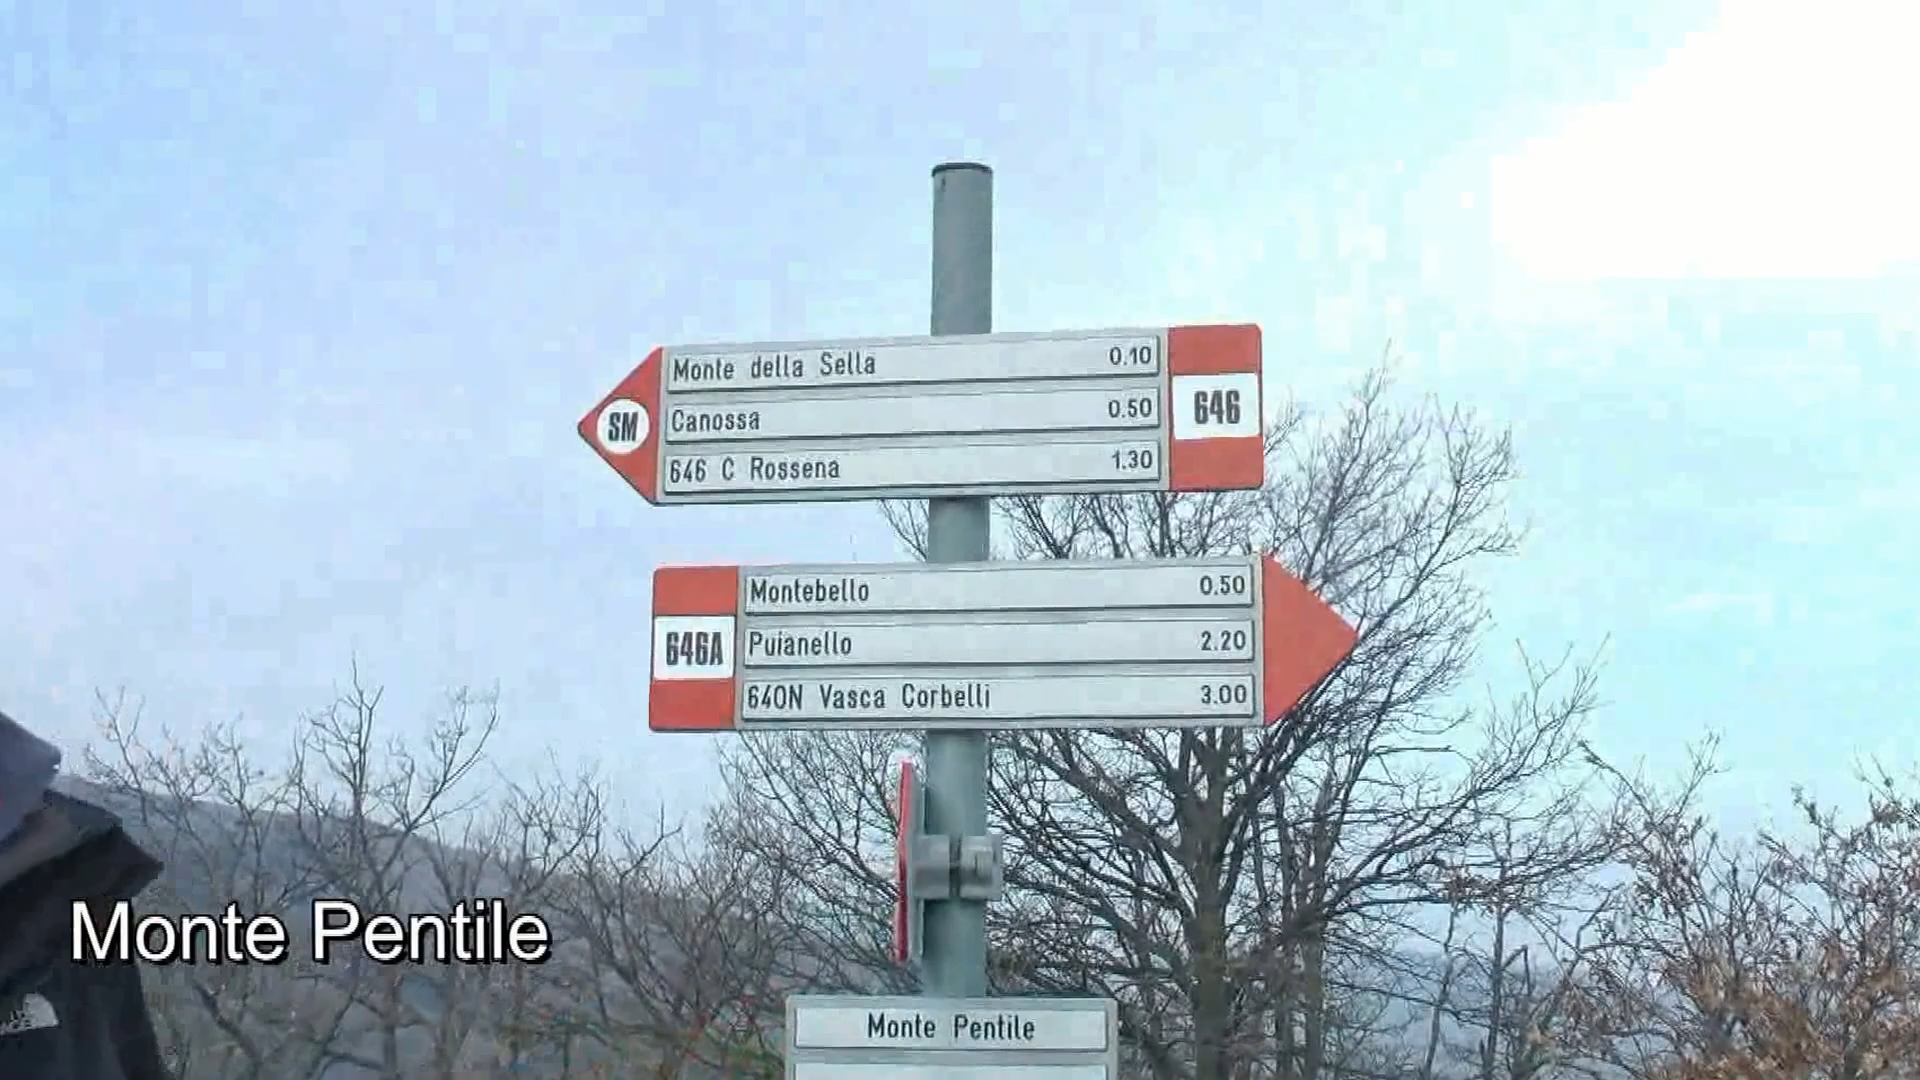 Monte della Sella 0.10
SM
Canossa 0.50
646
646 C Rossena 1.30
Montebello 0.50
646A
Puianello 2.20
640N Vasca Corbelli 3.00
Monte Pentile
Monte Pentile